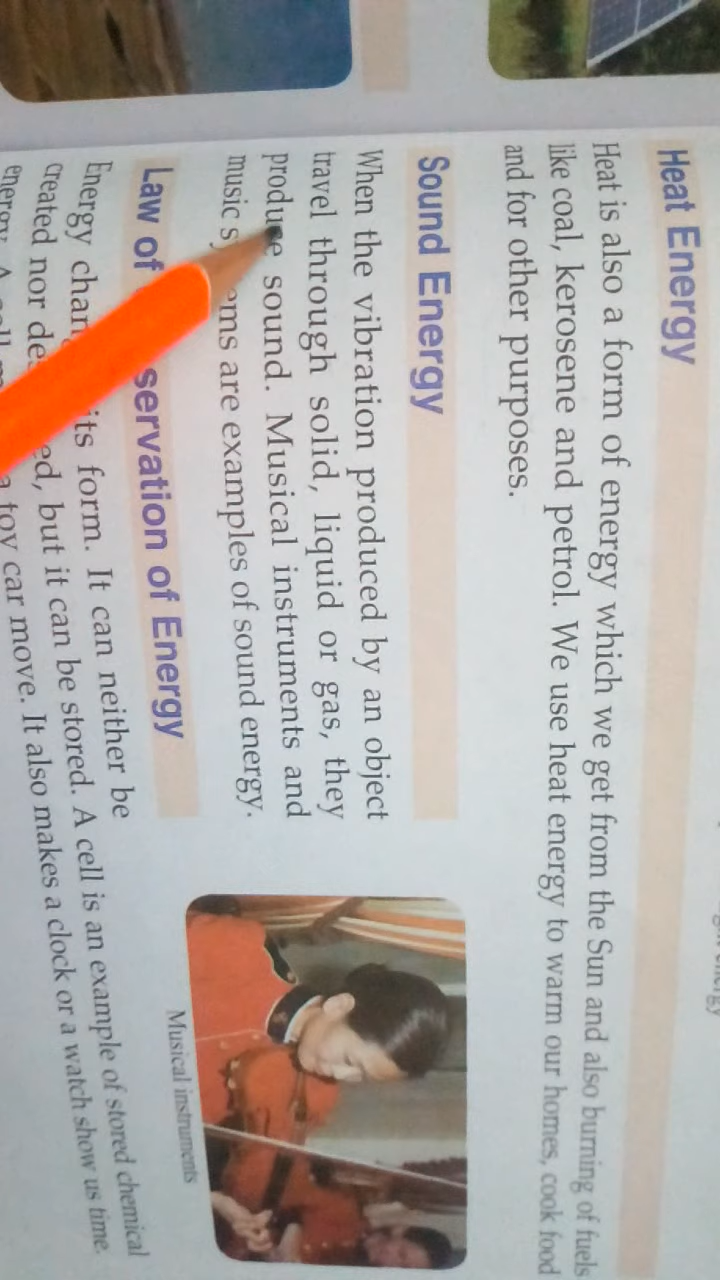 Heat Energy
Heat is also a form of energy which we get from the Sun and also burning of fuels
like coal, kerosene and petrol. We use heat energy to warm our homes, cook food
and for other purposes.
Sound Energy
When the vibration produced by an object
travel through solid, liquid or gas, they
produce sound. Musical instruments and
music are examples of sound energy.
Law of of Energy
Energy its form. It can neither be
created nor but it can be stored. A cell is an example of stored chemical
toy car move. It also makes a clock or a watch show us time.
Musical instruments